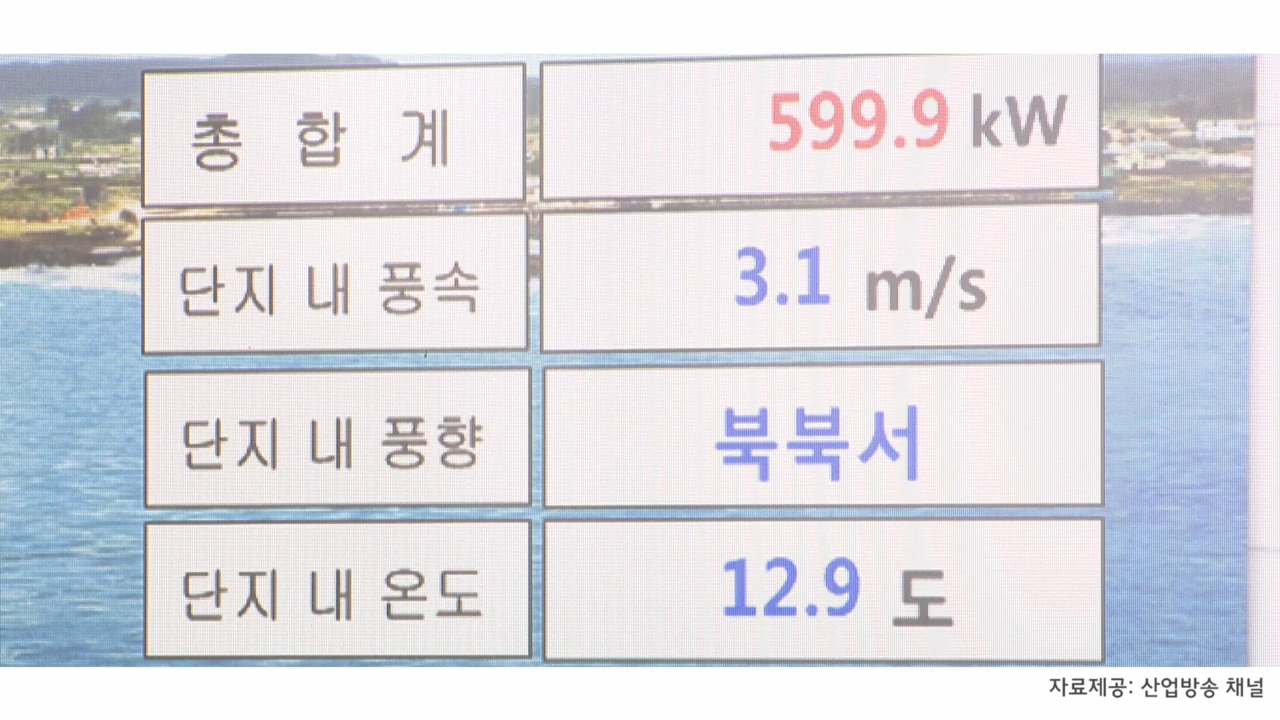 총 합 계 599.9 kW
단지 내 풍속 3.1 m/s
단지 내 풍향 북북서
단지 내 온도 12.9 도
자료제공: 산업방송 채널